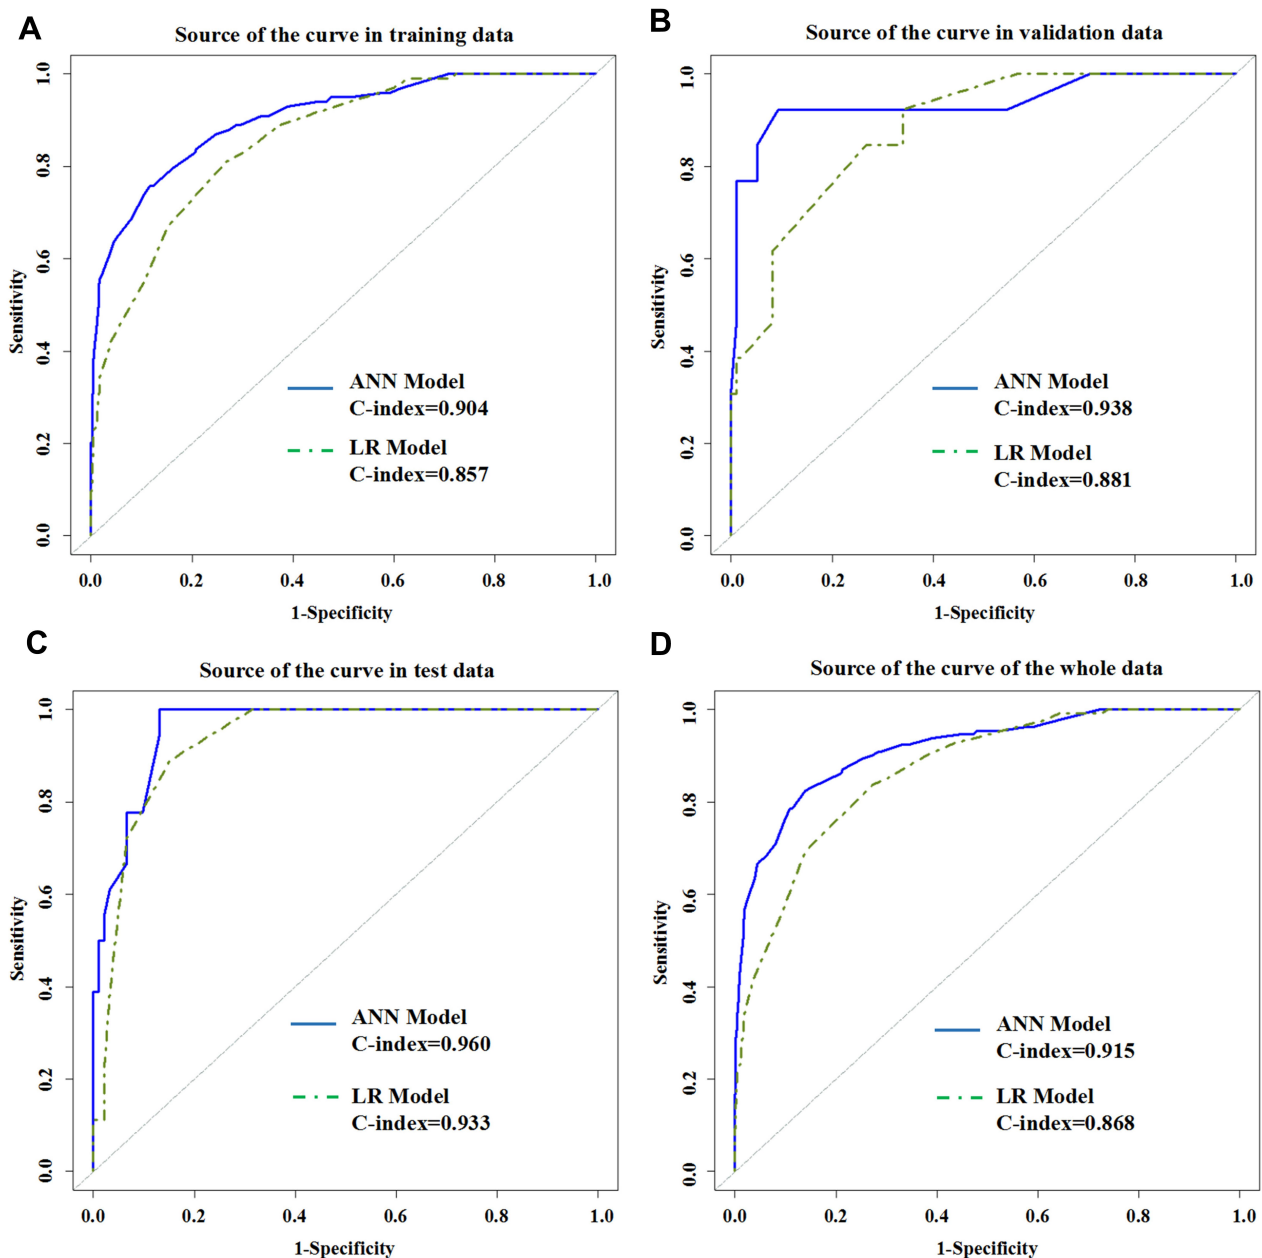 A
Source of the curve in training data
1.0
0.8
0.6
0.4
0.2
0.0
Sensitivity
ANN Model
C-index=0.904
LR Model
C-index=0.857
0.0 0.2 0.4 0.6 0.8 1.0
1-Specificity
B
Source of the curve in validation data
1.0
0.8
0.6
0.4
0.2
0.0
Sensitivity
ANN Model
C-index=0.938
LR Model
C-index=0.881
0.0 0.2 0.4 0.6 0.8 1.0
1-Specificity
C
Source of the curve in test data
1.0
0.8
0.6
0.4
0.2
0.0
Sensitivity
ANN Model
C-index=0.960
LR Model
C-index=0.933
0.0 0.2 0.4 0.6 0.8 1.0
1-Specificity
D
Source of the curve of the whole data
1.0
0.8
0.6
0.4
0.2
0.0
Sensitivity
ANN Model
C-index=0.915
LR Model
C-index=0.868
0.0 0.2 0.4 0.6 0.8 1.0
1-Specificity